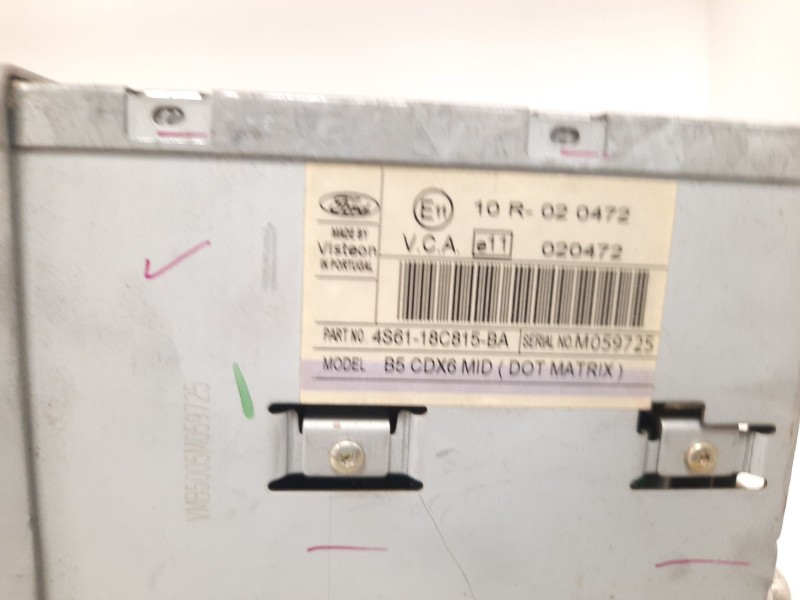 Ford
MADE BY
Visteon
IN PORTUGAL
E11 10 R- 02 0472
V.C.A. e11 020472
PART NO. 4S61-18C815-BA SERIAL NO. M059725
MODEL B5 CDX6 MID ( DOT MATRIX )